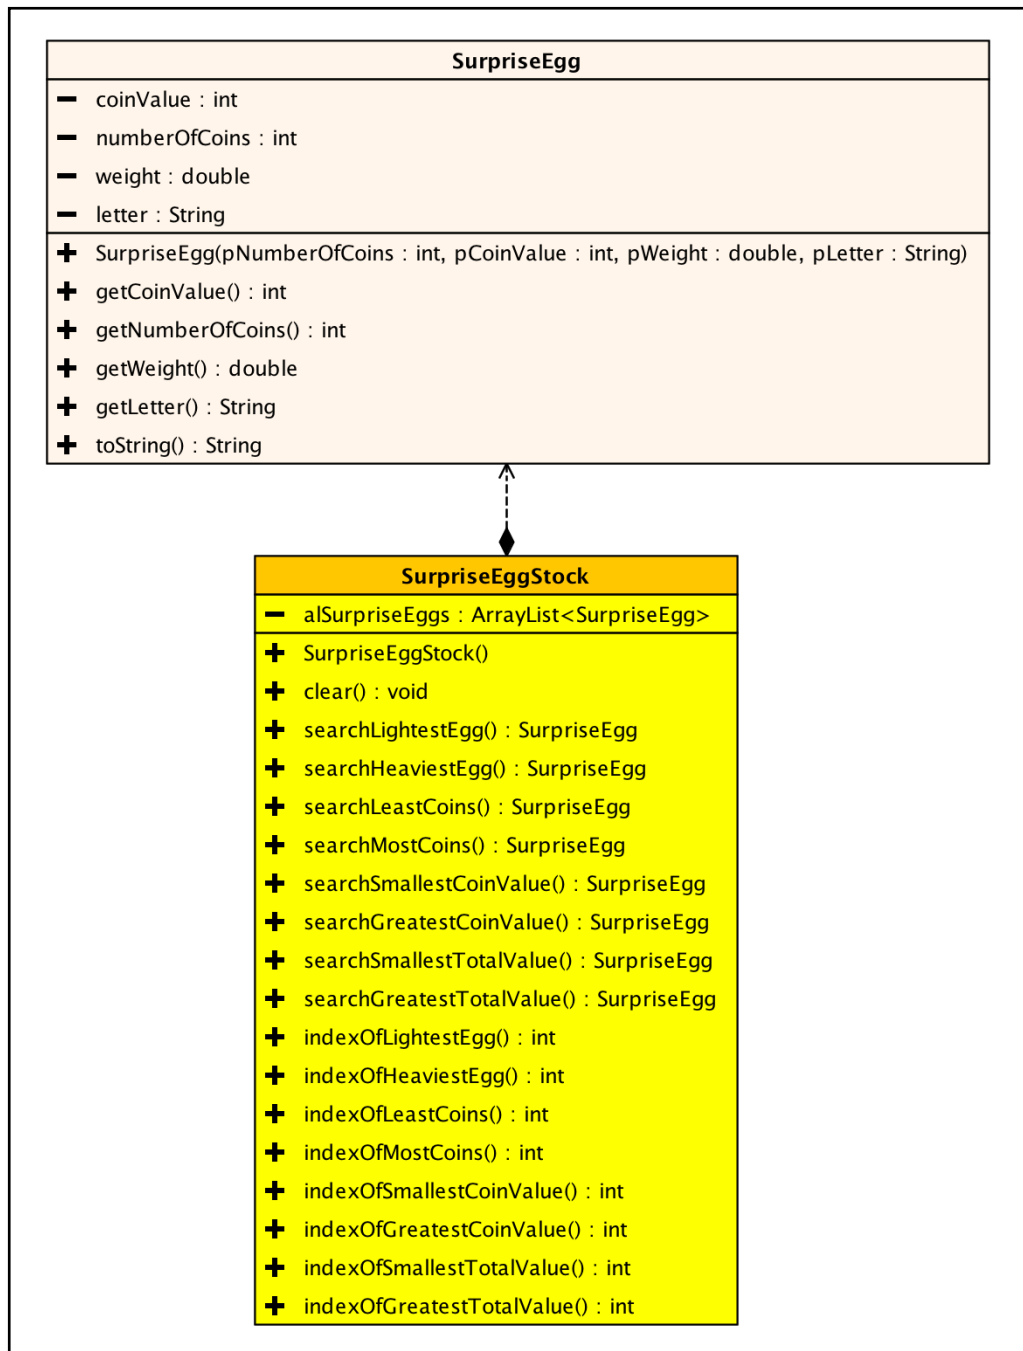 SurpriseEgg
− coinValue : int
− numberOfCoins : int
− weight : double
− letter : String
+ SurpriseEgg(pNumberOfCoins : int, pCoinValue : int, pWeight : double, pLetter : String)
+ getCoinValue() : int
+ getNumberOfCoins() : int
+ getWeight() : double
+ getLetter() : String
+ toString() : String
SurpriseEggStock
− alSurpriseEggs : ArrayList<SurpriseEgg>
+ SurpriseEggStock()
+ clear() : void
+ searchLightestEgg() : SurpriseEgg
+ searchHeaviestEgg() : SurpriseEgg
+ searchLeastCoins() : SurpriseEgg
+ searchMostCoins() : SurpriseEgg
+ searchSmallestCoinValue() : SurpriseEgg
+ searchGreatestCoinValue() : SurpriseEgg
+ searchSmallestTotalValue() : SurpriseEgg
+ searchGreatestTotalValue() : SurpriseEgg
+ indexOfLightestEgg() : int
+ indexOfHeaviestEgg() : int
+ indexOfLeastCoins() : int
+ indexOfMostCoins() : int
+ indexOfSmallestCoinValue() : int
+ indexOfGreatestCoinValue() : int
+ indexOfSmallestTotalValue() : int
+ indexOfGreatestTotalValue() : int